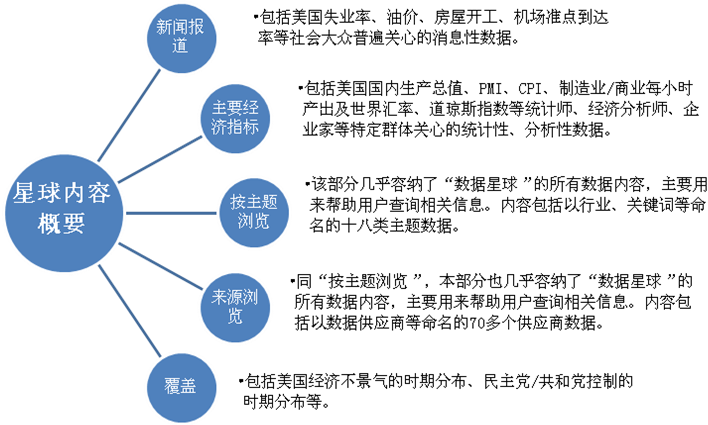 新闻报
道
·包括美国失业率、油价、房屋开工、机场准点到达
率等社会大众普遍关心的消息性数据。
主要经
济指标
·包括美国国内生产总值、PMI、CPI、制造业/商业每小时
产出及世界汇率、道琼斯指数等统计师、经济分析师、企
业家等特定群体关心的统计性、分析性数据。
星球内容
概要
按主题
浏览
·该部分几乎容纳了“数据星球”的所有数据内容，主要用
来帮助用户查询相关信息。内容包括以行业、关键词等命
名的十八类主题数据。
来源浏
览
·同“按主题浏览”，本部分也几乎容纳了“数据星球”的
所有数据内容，主要用来帮助用户查询相关信息。内容包
括以数据供应商等命名的70多个供应商数据。
覆盖
·包括美国经济不景气的时期分布、民主党/共和党控制的
时期分布等。